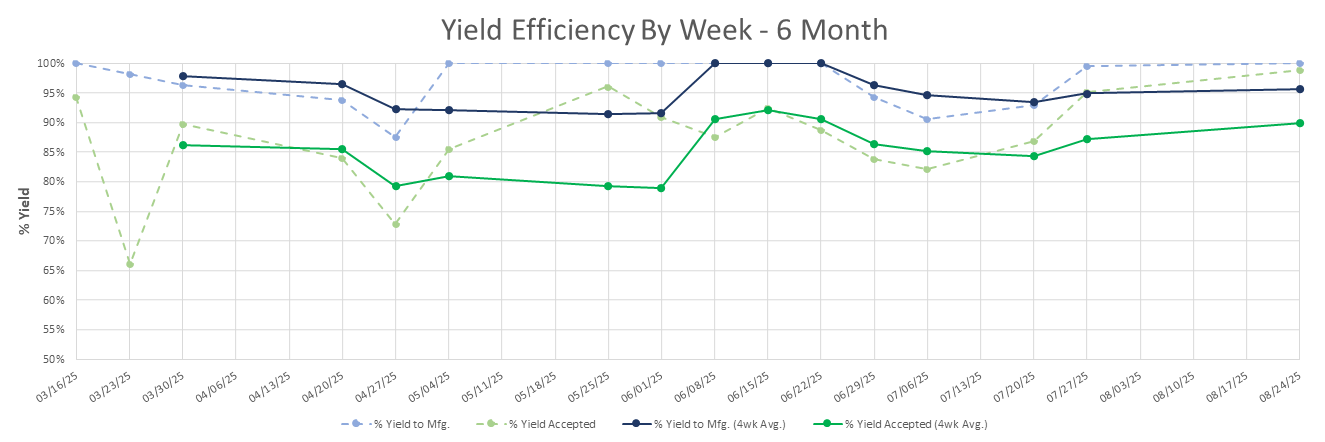 Yield Efficiency By Week - 6 Month
100%
95%
90%
85%
80%
75%
70%
65%
60%
55%
50%
% Yield
03/16/25 03/23/25 03/30/25 04/06/25 04/13/25 04/20/25 04/27/25 05/04/25 05/11/25 05/18/25 05/25/25 06/01/25 06/08/25 06/15/25 06/22/25 06/29/25 07/06/25 07/13/25 07/20/25 07/27/25 08/03/25 08/10/25 08/17/25 08/24/25
% Yield to Mfg. % Yield Accepted % Yield to Mfg. (4wk Avg.) % Yield Accepted (4wk Avg.)